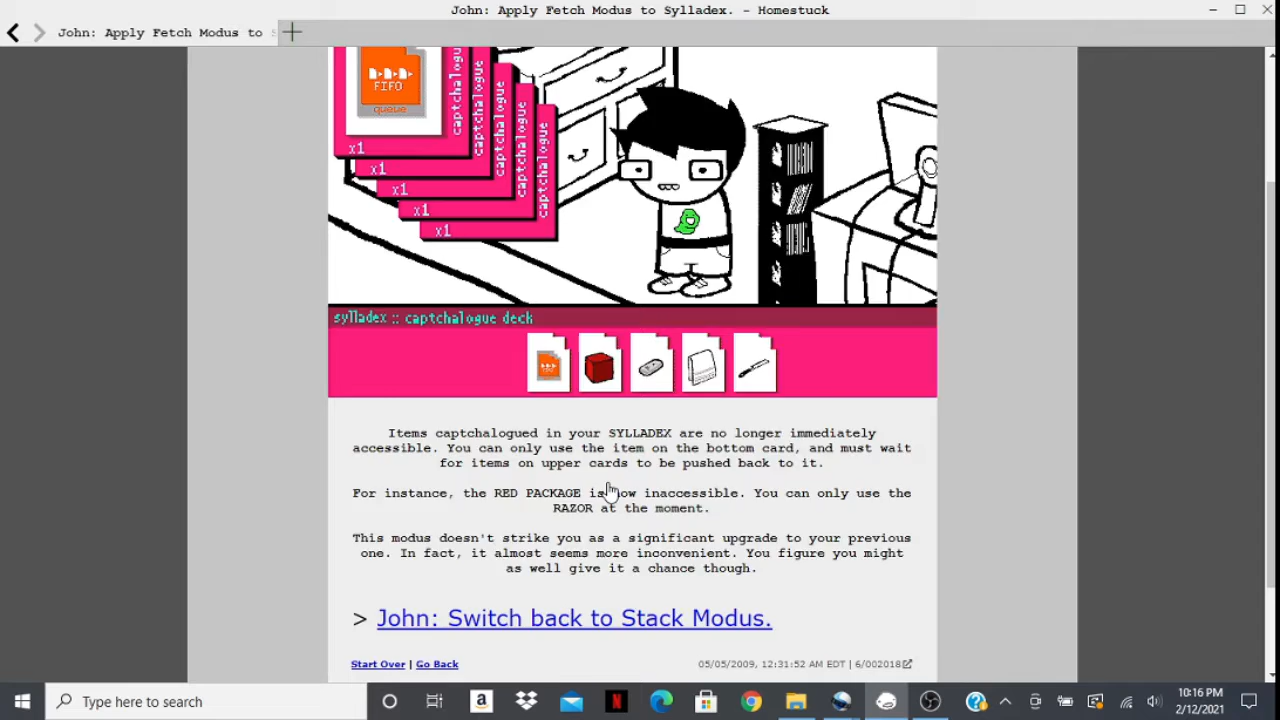 John: Apply Fetch Modus to Sylladex. - Homestuck
John: Apply Fetch Modus to S
FIFO
queue
captchalogue
captchalogue
captchalogue
captchalogue
captchalogue
x1
x1
x1
x1
x1
sylladex :: captchalogue deck
Items captchalogued in your SYLLADEX are no longer immediately
accessible. You can only use the item on the bottom card, and must wait
for items on upper cards to be pushed back to it.
For instance, the RED PACKAGE is now inaccessible. You can only use the
RAZOR at the moment.
This modus doesn't strike you as a significant upgrade to your previous
one. In fact, it almost seems more inconvenient. You figure you might
as well give it a chance though.
> John: Switch back to Stack Modus.
Start Over | Go Back
05/05/2009, 12:31:52 AM EDT | 6/002018
Type here to search
10:16 PM
2/12/2021